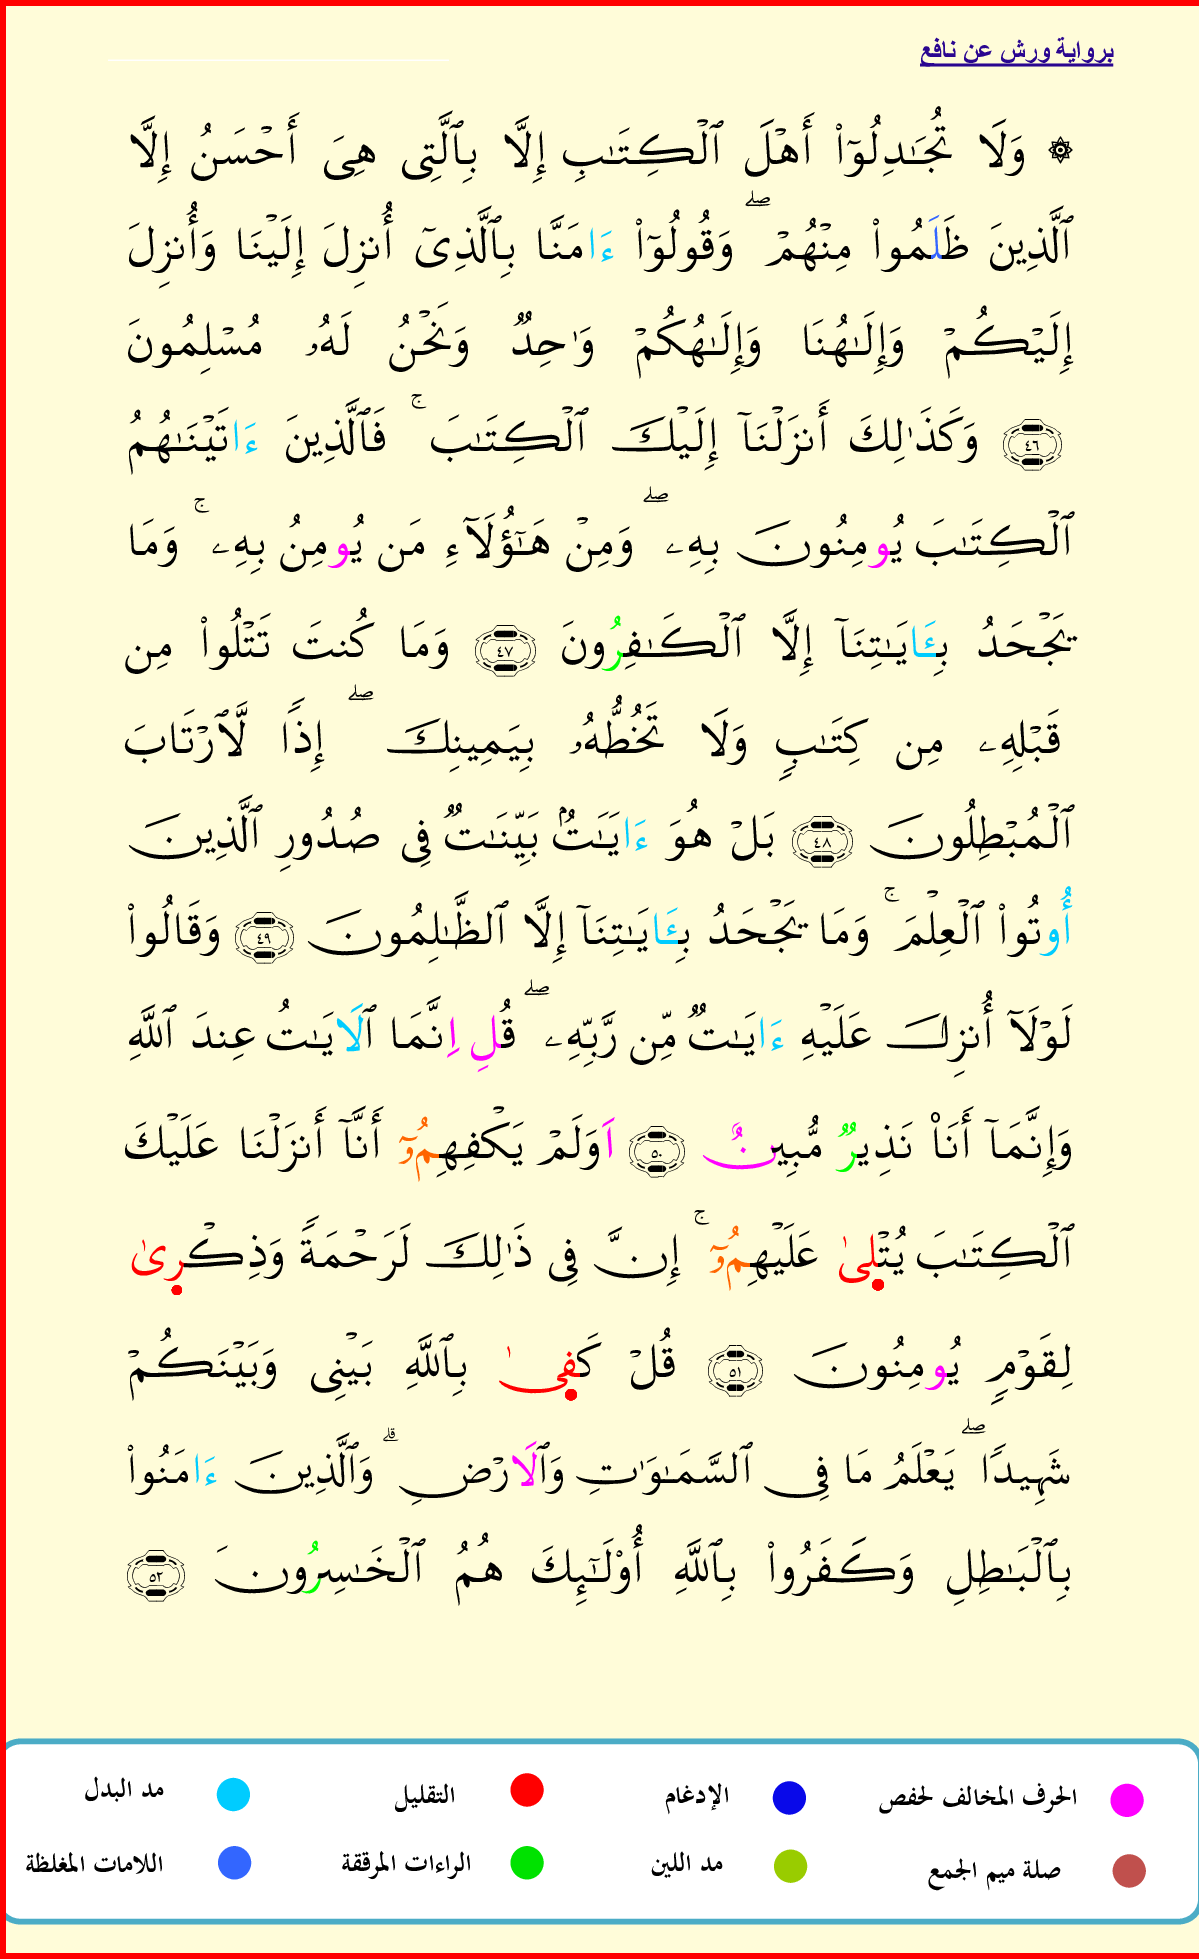 برواية ورش عن نافع
۞ وَلَا تُجَٰدِلُوٓاْ أَهْلَ ٱلْكِتَٰبِ إِلَّا بِٱلَّتِى هِىَ أَحْسَنُ إِلَّا
ٱلَّذِينَ ظَلَمُواْ مِنْهُمْۖ وَقُولُوٓاْ ءَامَنَّا بِٱلَّذِىٓ أُنزِلَ إِلَيْنَا وَأُنزِلَ
إِلَيْكُمْ وَإِلَٰهُنَا وَإِلَٰهُكُمْ وَٰحِدٌ وَنَحْنُ لَهُۥ مُسْلِمُونَ
٤٦ وَكَذَٰلِكَ أَنزَلْنَآ إِلَيْكَ ٱلْكِتَٰبَۚ فَٱلَّذِينَ ءَاتَيْنَٰهُمُ
ٱلْكِتَٰبَ يُومِنُونَ بِهِۦۖ وَمِنْ هَٰٓؤُلَآءِ مَن يُومِنُ بِهِۦۚ وَمَا
يَجْحَدُ بِـَٔايَٰتِنَآ إِلَّا ٱلْكَٰفِرُونَ ٤٧ وَمَا كُنتَ تَتْلُواْ مِن
قَبْلِهِۦ مِن كِتَٰبٍ وَلَا تَخُطُّهُۥ بِيَمِينِكَۖ إِذًا لَّٱرْتَابَ
ٱلْمُبْطِلُونَ ٤٨ بَلْ هُوَ ءَايَٰتٌۢ بَيِّنَٰتٌ فِى صُدُورِ ٱلَّذِينَ
أُوتُواْ ٱلْعِلْمَۚ وَمَا يَجْحَدُ بِـَٔايَٰتِنَآ إِلَّا ٱلظَّٰلِمُونَ ٤٩ وَقَالُواْ
لَوْلَآ أُنزِلَ عَلَيْهِ ءَايَٰتٌ مِّن رَّبِّهِۦۖ قُلِ اِنَّمَا ٱلَايَٰتُ عِندَ ٱللَّهِ
وَإِنَّمَآ أَنَا۠ نَذِيرٌ مُّبِينٌ ٥٠ اَوَلَمْ يَكْفِهِمُۥٓ أَنَّآ أَنزَلْنَا عَلَيْكَ
ٱلْكِتَٰبَ يُتْلىٰ عَلَيْهِمُۥٓۚ إِنَّ فِى ذَٰلِكَ لَرَحْمَةً وَذِكْرِىٰ
لِقَوْمٍ يُومِنُونَ ٥١ قُلْ كَفىٰ بِٱللَّهِ بَيْنِى وَبَيْنَكُمْ
شَهِيدًاۖ يَعْلَمُ مَا فِى ٱلسَّمَٰوَٰتِ وَٱلَارْضِۗ وَٱلَّذِينَ ءَامَنُواْ
بِٱلْبَٰطِلِ وَكَفَرُواْ بِٱللَّهِ أُوْلَٰٓئِكَ هُمُ ٱلْخَٰسِرُونَ ٥٢
الحرف المخالف لحفص الإدغام التقليل مد البدل
صلة ميم الجمع مد اللين الراءات المرققة اللامات المغلظة